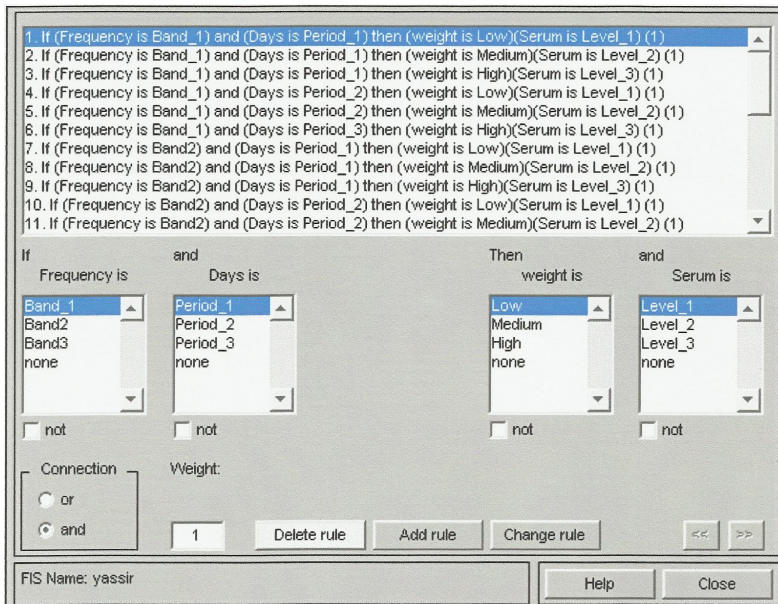 1. If (Frequency is Band_1) and (Days is Period_1) then (weight is Low)(Serum is Level_1) (1)
2. If (Frequency is Band_1) and (Days is Period_1) then (weight is Medium)(Serum is Level_2) (1)
3. If (Frequency is Band_1) and (Days is Period_1) then (weight is High)(Serum is Level_3) (1)
4. If (Frequency is Band_1) and (Days is Period_2) then (weight is Low)(Serum is Level_1) (1)
5. If (Frequency is Band_1) and (Days is Period_2) then (weight is Medium)(Serum is Level_2) (1)
6. If (Frequency is Band_1) and (Days is Period_3) then (weight is High)(Serum is Level_3) (1)
7. If (Frequency is Band2) and (Days is Period_1) then (weight is Low)(Serum is Level_1) (1)
8. If (Frequency is Band2) and (Days is Period_1) then (weight is Medium)(Serum is Level_2) (1)
9. If (Frequency is Band2) and (Days is Period_1) then (weight is High)(Serum is Level_3) (1)
10. If (Frequency is Band2) and (Days is Period_2) then (weight is Low)(Serum is Level_1) (1)
11. If (Frequency is Band2) and (Days is Period_2) then (weight is Medium)(Serum is Level_2) (1)
If and Then and
Frequency is Days is weight is Serum is
Band_1 Period_1 Low Level_1
Band2 Period_2 Medium Level_2
Band3 Period_3 High Level_3
none none none none
not not not not
Connection Weight:
or
and 1 Delete rule Add rule Change rule << >>
FIS Name: yassir Help Close